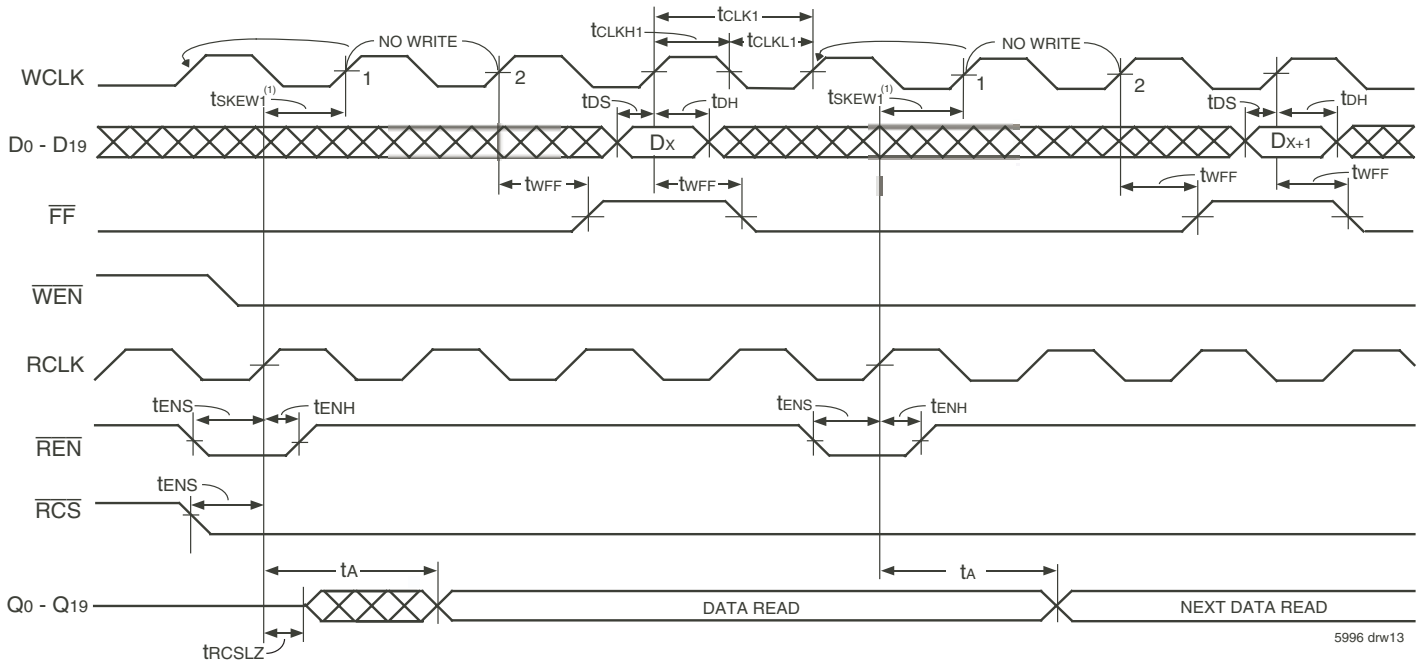 tCLK1
tCLKH1 tCLKL1
NO WRITE NO WRITE
WCLK 1 2 1 2
tSKEW1(1) tDS tDH tSKEW1(1) tDS tDH
D0 - D19 DX DX+1
tWFF tWFF tWFF tWFF
FF
WEN
RCLK
tENS tENH tENS tENH
REN
tENS
RCS
tA tA
Q0 - Q19 DATA READ NEXT DATA READ
5996 drw13
tRCSLZ